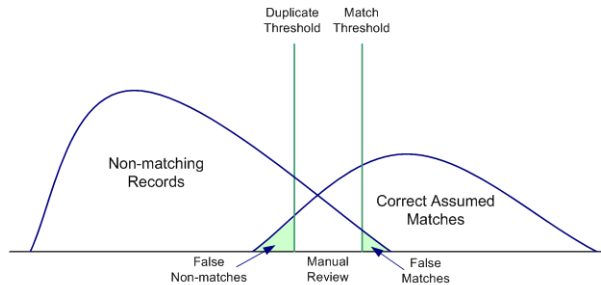 Duplicate
Threshold
Match
Threshold
Non-matching
Records
Correct Assumed
Matches
False
Non-matches
Manual
Review
False
Matches